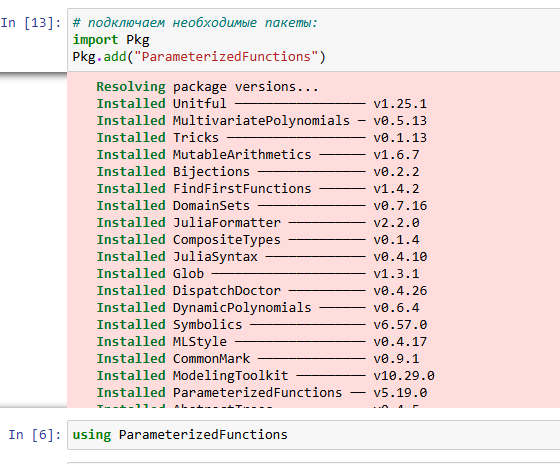 In [13]: # подключаем необходимые пакеты:
import Pkg
Pkg.add("ParameterizedFunctions")
Resolving package versions...
Installed Unitful ───────────────── v1.25.1
Installed MultivariatePolynomials ─ v0.5.13
Installed Tricks ────────────────── v0.1.13
Installed MutableArithmetics ────── v1.6.7
Installed Bijections ────────────── v0.2.2
Installed FindFirstFunctions ────── v1.4.2
Installed DomainSets ────────────── v0.7.16
Installed JuliaFormatter ────────── v2.2.0
Installed CompositeTypes ────────── v0.1.4
Installed JuliaSyntax ───────────── v0.4.10
Installed Glob ──────────────────── v1.3.1
Installed DispatchDoctor ────────── v0.4.26
Installed DynamicPolynomials ────── v0.6.4
Installed Symbolics ─────────────── v6.57.0
Installed MLStyle ───────────────── v0.4.17
Installed CommonMark ────────────── v0.9.1
Installed ModelingToolkit ───────── v10.29.0
Installed ParameterizedFunctions ── v5.19.0
Installed AbstractTrees
In [6]: using ParameterizedFunctions